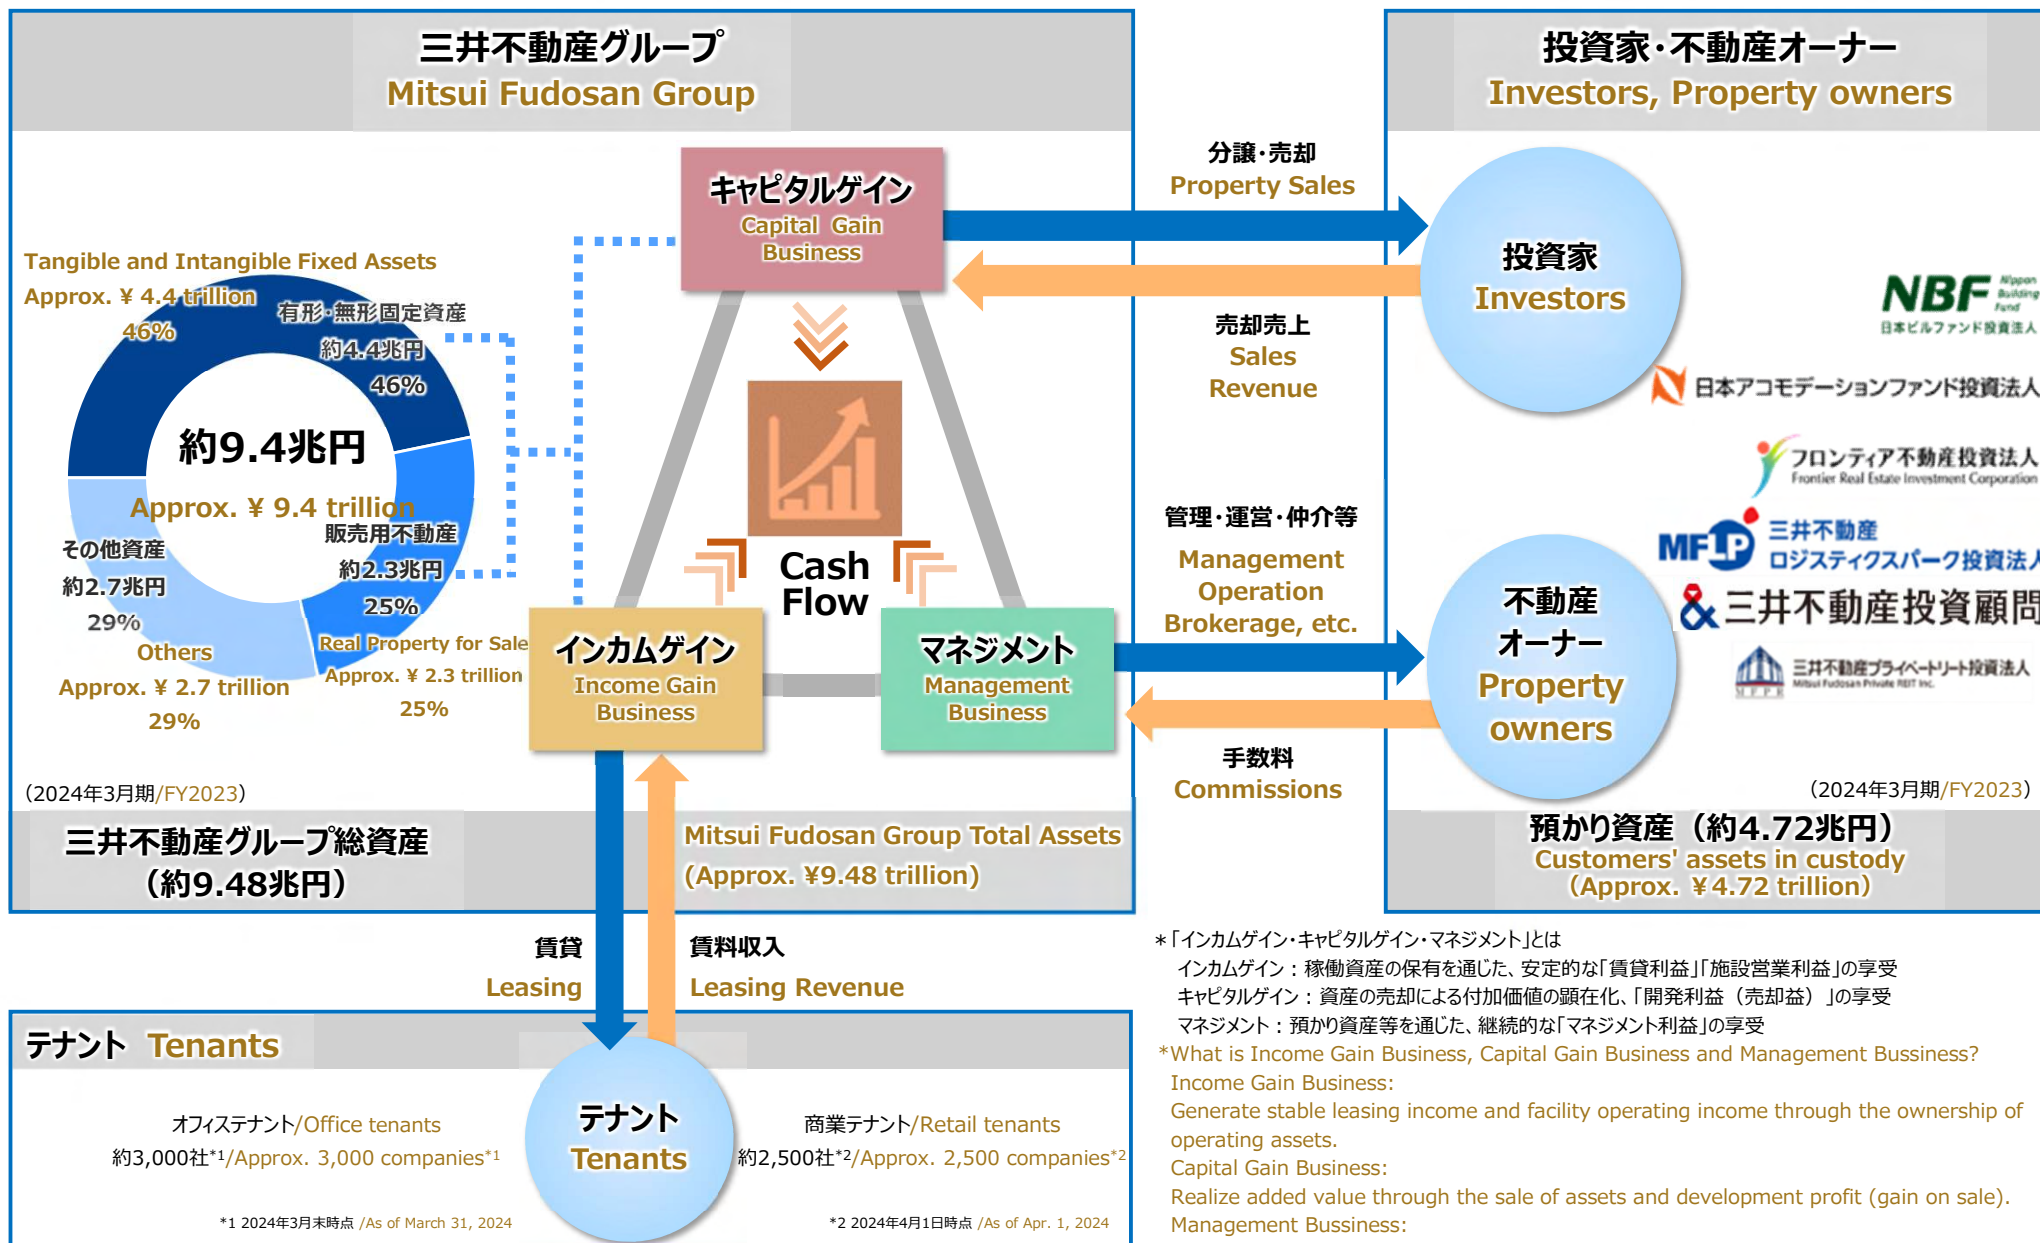 三井不動産グループ
Mitsui Fudosan Group
キャピタルゲイン
Capital Gain
Business
Tangible and Intangible Fixed Assets
Approx. ¥ 4.4 trillion
46%
有形・無形固定資産
約4.4兆円
46%
約9.4兆円
Approx. ¥ 9.4 trillion
その他資産
約2.7兆円
29%
Others
Approx. ¥ 2.7 trillion
29%
販売用不動産
約2.3兆円
25%
Real Property for Sale
Approx. ¥ 2.3 trillion
25%
Cash
Flow
インカムゲイン
Income Gain
Business
マネジメント
Management
Business
（2024年3月期/FY2023）
三井不動産グループ総資産
（約9.48兆円）
Mitsui Fudosan Group Total Assets
(Approx. ¥9.48 trillion)
分譲・売却
Property Sales
売却売上
Sales
Revenue
管理・運営・仲介等
Management
Operation
Brokerage, etc.
手数料
Commissions
投資家・不動産オーナー
Investors, Property owners
投資家
Investors
NBF Nippon
Building
Fund
日本ビルファンド投資法人
日本アコモデーションファンド投資法人
フロンティア不動産投資法人
Frontier Real Estate Investment Corporation
MFLP 三井不動産
ロジスティクスパーク投資法人
&三井不動産投資顧問
三井不動産プライベートリート投資法人
Mitsui Fudosan Private REIT Inc.
MFPR
不動産
オーナー
Property
owners
（2024年3月期/FY2023）
預かり資産（約4.72兆円）
Customers' assets in custody
（Approx. ¥4.72 trillion）
賃貸
Leasing
賃料収入
Leasing Revenue
テナント Tenants
オフィステナント/Office tenants
約3,000社*1/Approx. 3,000 companies*1
*1 2024年3月末時点 /As of March 31, 2024
テナント
Tenants
商業テナント/Retail tenants
約2,500社*2/Approx. 2,500 companies*2
*2 2024年4月1日時点 /As of Apr. 1, 2024
＊「インカムゲイン・キャピタルゲイン・マネジメント」とは
インカムゲイン：稼働資産の保有を通じた、安定的な「賃貸利益」「施設営業利益」の享受
キャピタルゲイン：資産の売却による付加価値の顕在化、「開発利益（売却益）」の享受
マネジメント：預かり資産等を通じた、継続的な「マネジメント利益」の享受
*What is Income Gain Business, Capital Gain Business and Management Bussiness?
Income Gain Business:
Generate stable leasing income and facility operating income through the ownership of
operating assets.
Capital Gain Business:
Realize added value through the sale of assets and development profit (gain on sale).
Management Bussiness: